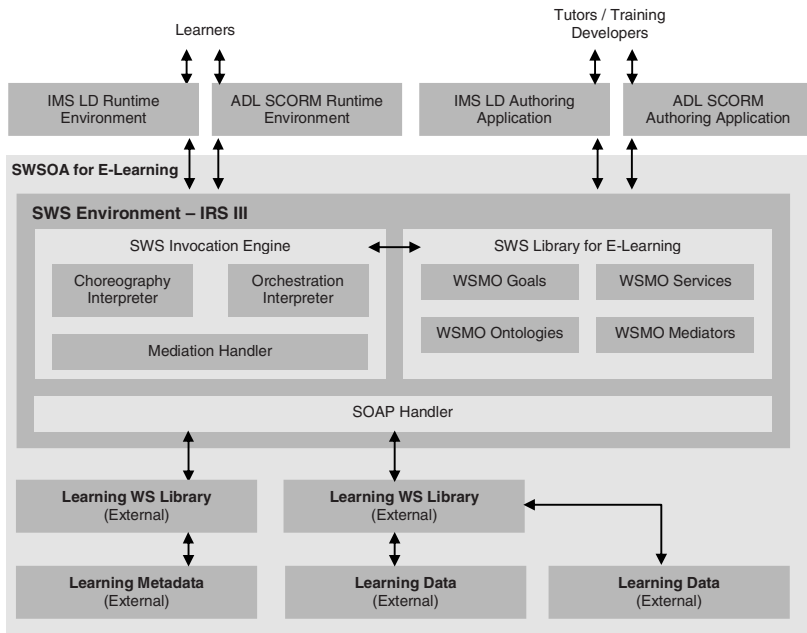 Learners
Tutors / Training
Developers
IMS LD Runtime
Environment
ADL SCORM Runtime
Environment
IMS LD Authoring
Application
ADL SCORM
Authoring Application
SWSOA for E-Learning
SWS Environment – IRS III
SWS Invocation Engine
SWS Library for E-Learning
Choreography
Interpreter
Orchestration
Interpreter
WSMO Goals
WSMO Services
Mediation Handler
WSMO Ontologies
WSMO Mediators
SOAP Handler
Learning WS Library
(External)
Learning WS Library
(External)
Learning Metadata
(External)
Learning Data
(External)
Learning Data
(External)